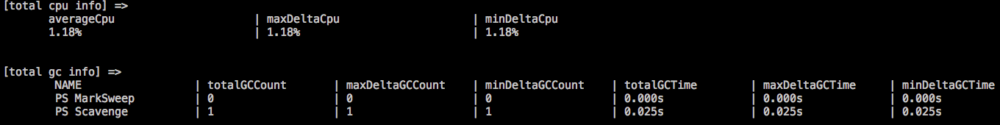 [total cpu info] =>
averageCpu | maxDeltaCpu | minDeltaCpu
1.18% | 1.18% | 1.18%
[total gc info] =>
NAME | totalGCCount | maxDeltaGCCount | minDeltaGCCount | totalGCTime | maxDeltaGCTime | minDeltaGCTime
PS MarkSweep | 0 | 0 | 0 | 0.000s | 0.000s | 0.000s
PS Scavenge | 1 | 1 | 1 | 0.025s | 0.025s | 0.025s